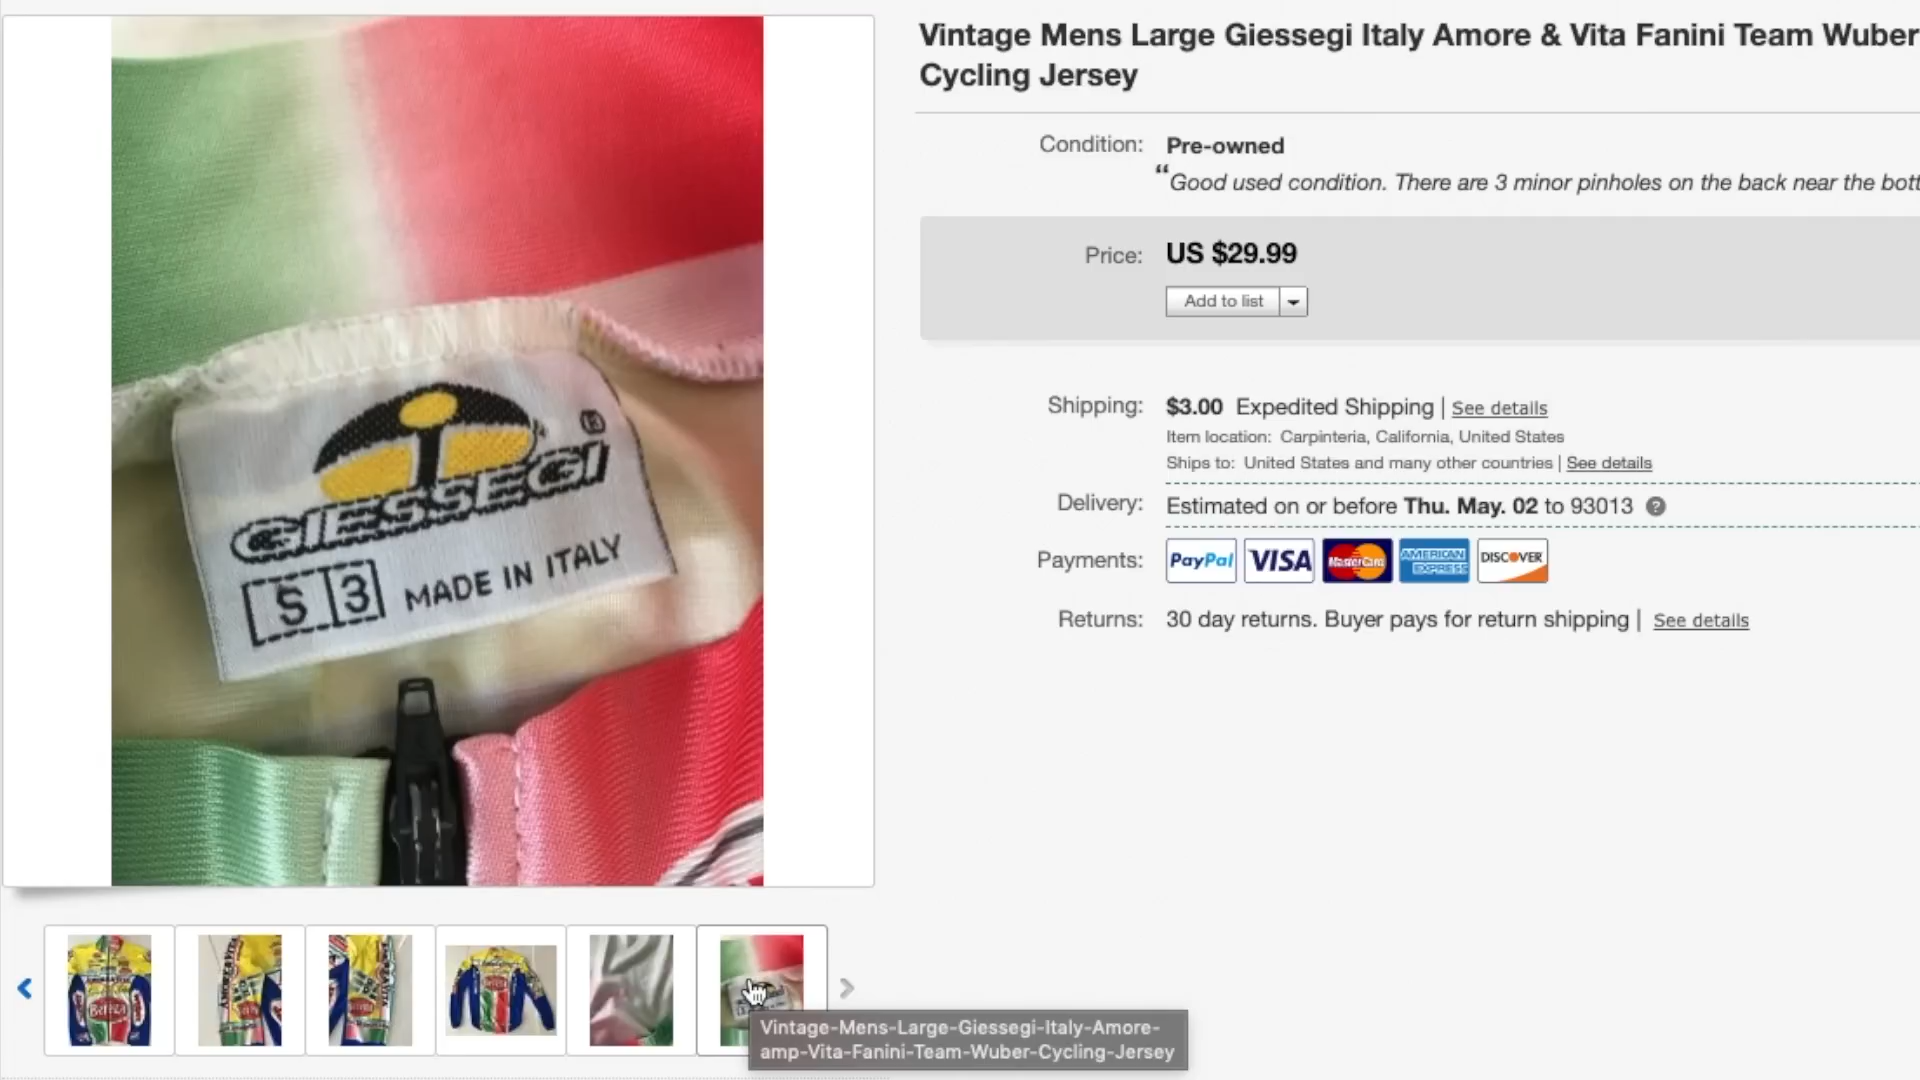 Vintage Mens Large Giessegi Italy Amore & Vita Fanini Team Wuber
Cycling Jersey
Condition: Pre-owned
“Good used condition. There are 3 minor pinholes on the back near the bott
Price: US $29.99
Add to list
Shipping: $3.00 Expedited Shipping | See details
Item location: Carpinteria, California, United States
Ships to: United States and many other countries | See details
Delivery: Estimated on or before Thu. May. 02 to 93013 ?
Payments: PayPal VISA MasterCard AMERICAN EXPRESS DISCOVER
Returns: 30 day returns. Buyer pays for return shipping | See details
®
GIESSEGI
5 3 MADE IN ITALY
Vintage-Mens-Large-Giessegi-Italy-Amore-
amp-Vita-Fanini-Team-Wuber-Cycling-Jersey